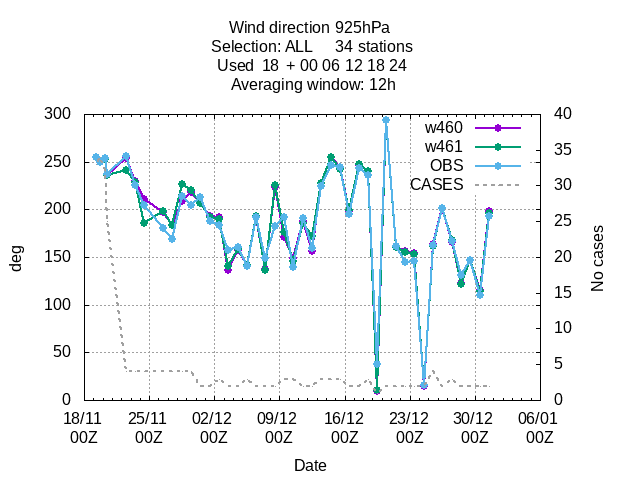 Wind direction 925hPa
Selection: ALL 34 stations
Used 18 + 00 06 12 18 24
Averaging window: 12h
300 40
w460
w461
OBS
CASES
250 35
200 30
150 25
100 20
50 15
0 10
5
0
deg
No cases
18/11 25/11 02/12 09/12 16/12 23/12 30/12 06/01
00Z 00Z 00Z 00Z 00Z 00Z 00Z 00Z
Date